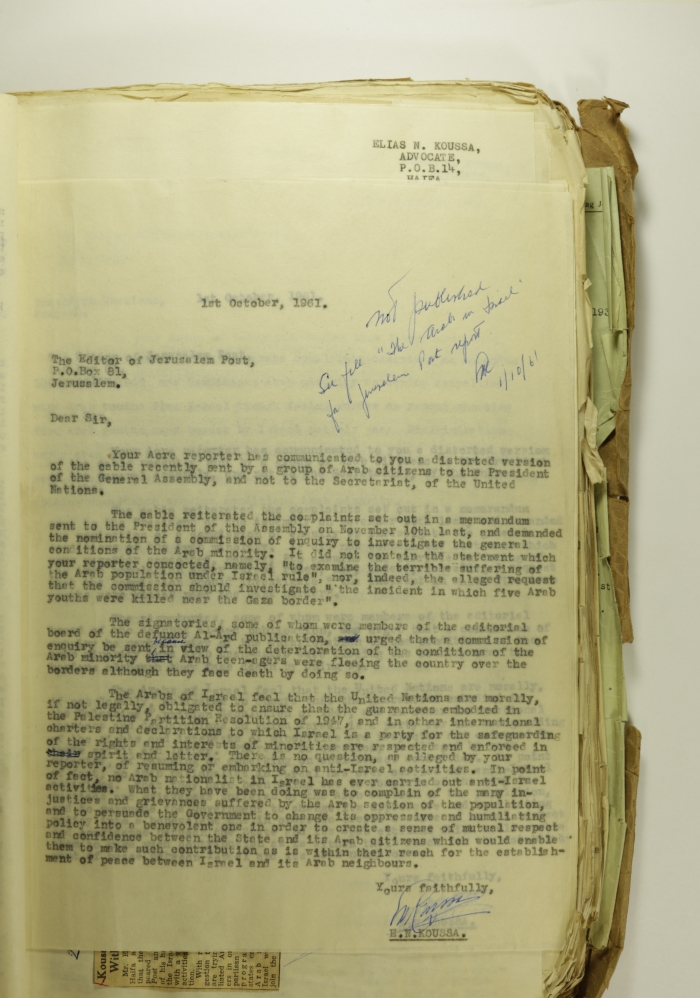 ELIAS N. KOUSSA,
ADVOCATE,
P.O.B.14,
HAIFA
1st October, 1961.
not published
See file "The Arabs in Israel"
for Jerusalem Post report.
1/10/61
The Editor of Jerusalem Post,
P.O.Box 81,
Jerusalem.
Dear Sir,
Your Acre reporter has communicated to you a distorted version
of the cable recently sent by a group of Arab citizens to the President
of the General Assembly, and not to the Secretariat, of the United
Nations.
The cable reiterated the complaints set out in a memorandum
sent to the President of the Assembly on November 10th last, and demanded
the nomination of a commission of enquiry to investigate the general
conditions of the Arab minority. It did not contain the statement which
your reporter concocted, namely, "to examine the terrible suffering of
the Arab population under Israel rule", nor, indeed, the alleged request
that the commission should investigate "the incident in which five Arab
youths were killed near the Gaza border".
The signatories, some of whom were members of the editorial
board of the defunct Al-Ard publication, urged that a commission of
enquiry be sent in view of the deterioration of the conditions of the
Arab minority Arab teen-agers were fleeing the country over the
borders although they face death by doing so.
The Arabs of Israel feel that the United Nations are morally,
if not legally, obligated to ensure that the guarantees embodied in
the Palestine Partition Resolution of 1947, and in other international
charters and declarations to which Israel is a party for the safeguarding
of the rights and interests of minorities are respected and enforced in
their spirit and letter. There is no question, as alleged by your
reporter, of resuming or embarking on anti-Israel activities. In point
of fact, no Arab nationalist in Israel has ever carried out anti-Israel
activities. What they have been doing was to complain of the many in-
justices and grievances suffered by the Arab section of the population,
and to persuade the Government to change its oppressive and humiliating
policy into a benevolent one in order to create a sense of mutual respect
and confidence between the State and its Arab citizens which would enable
them to make such contribution as is within their reach for the establish-
ment of peace between Israel and its Arab neighbours.
Yours faithfully,
E.N.KOUSSA.